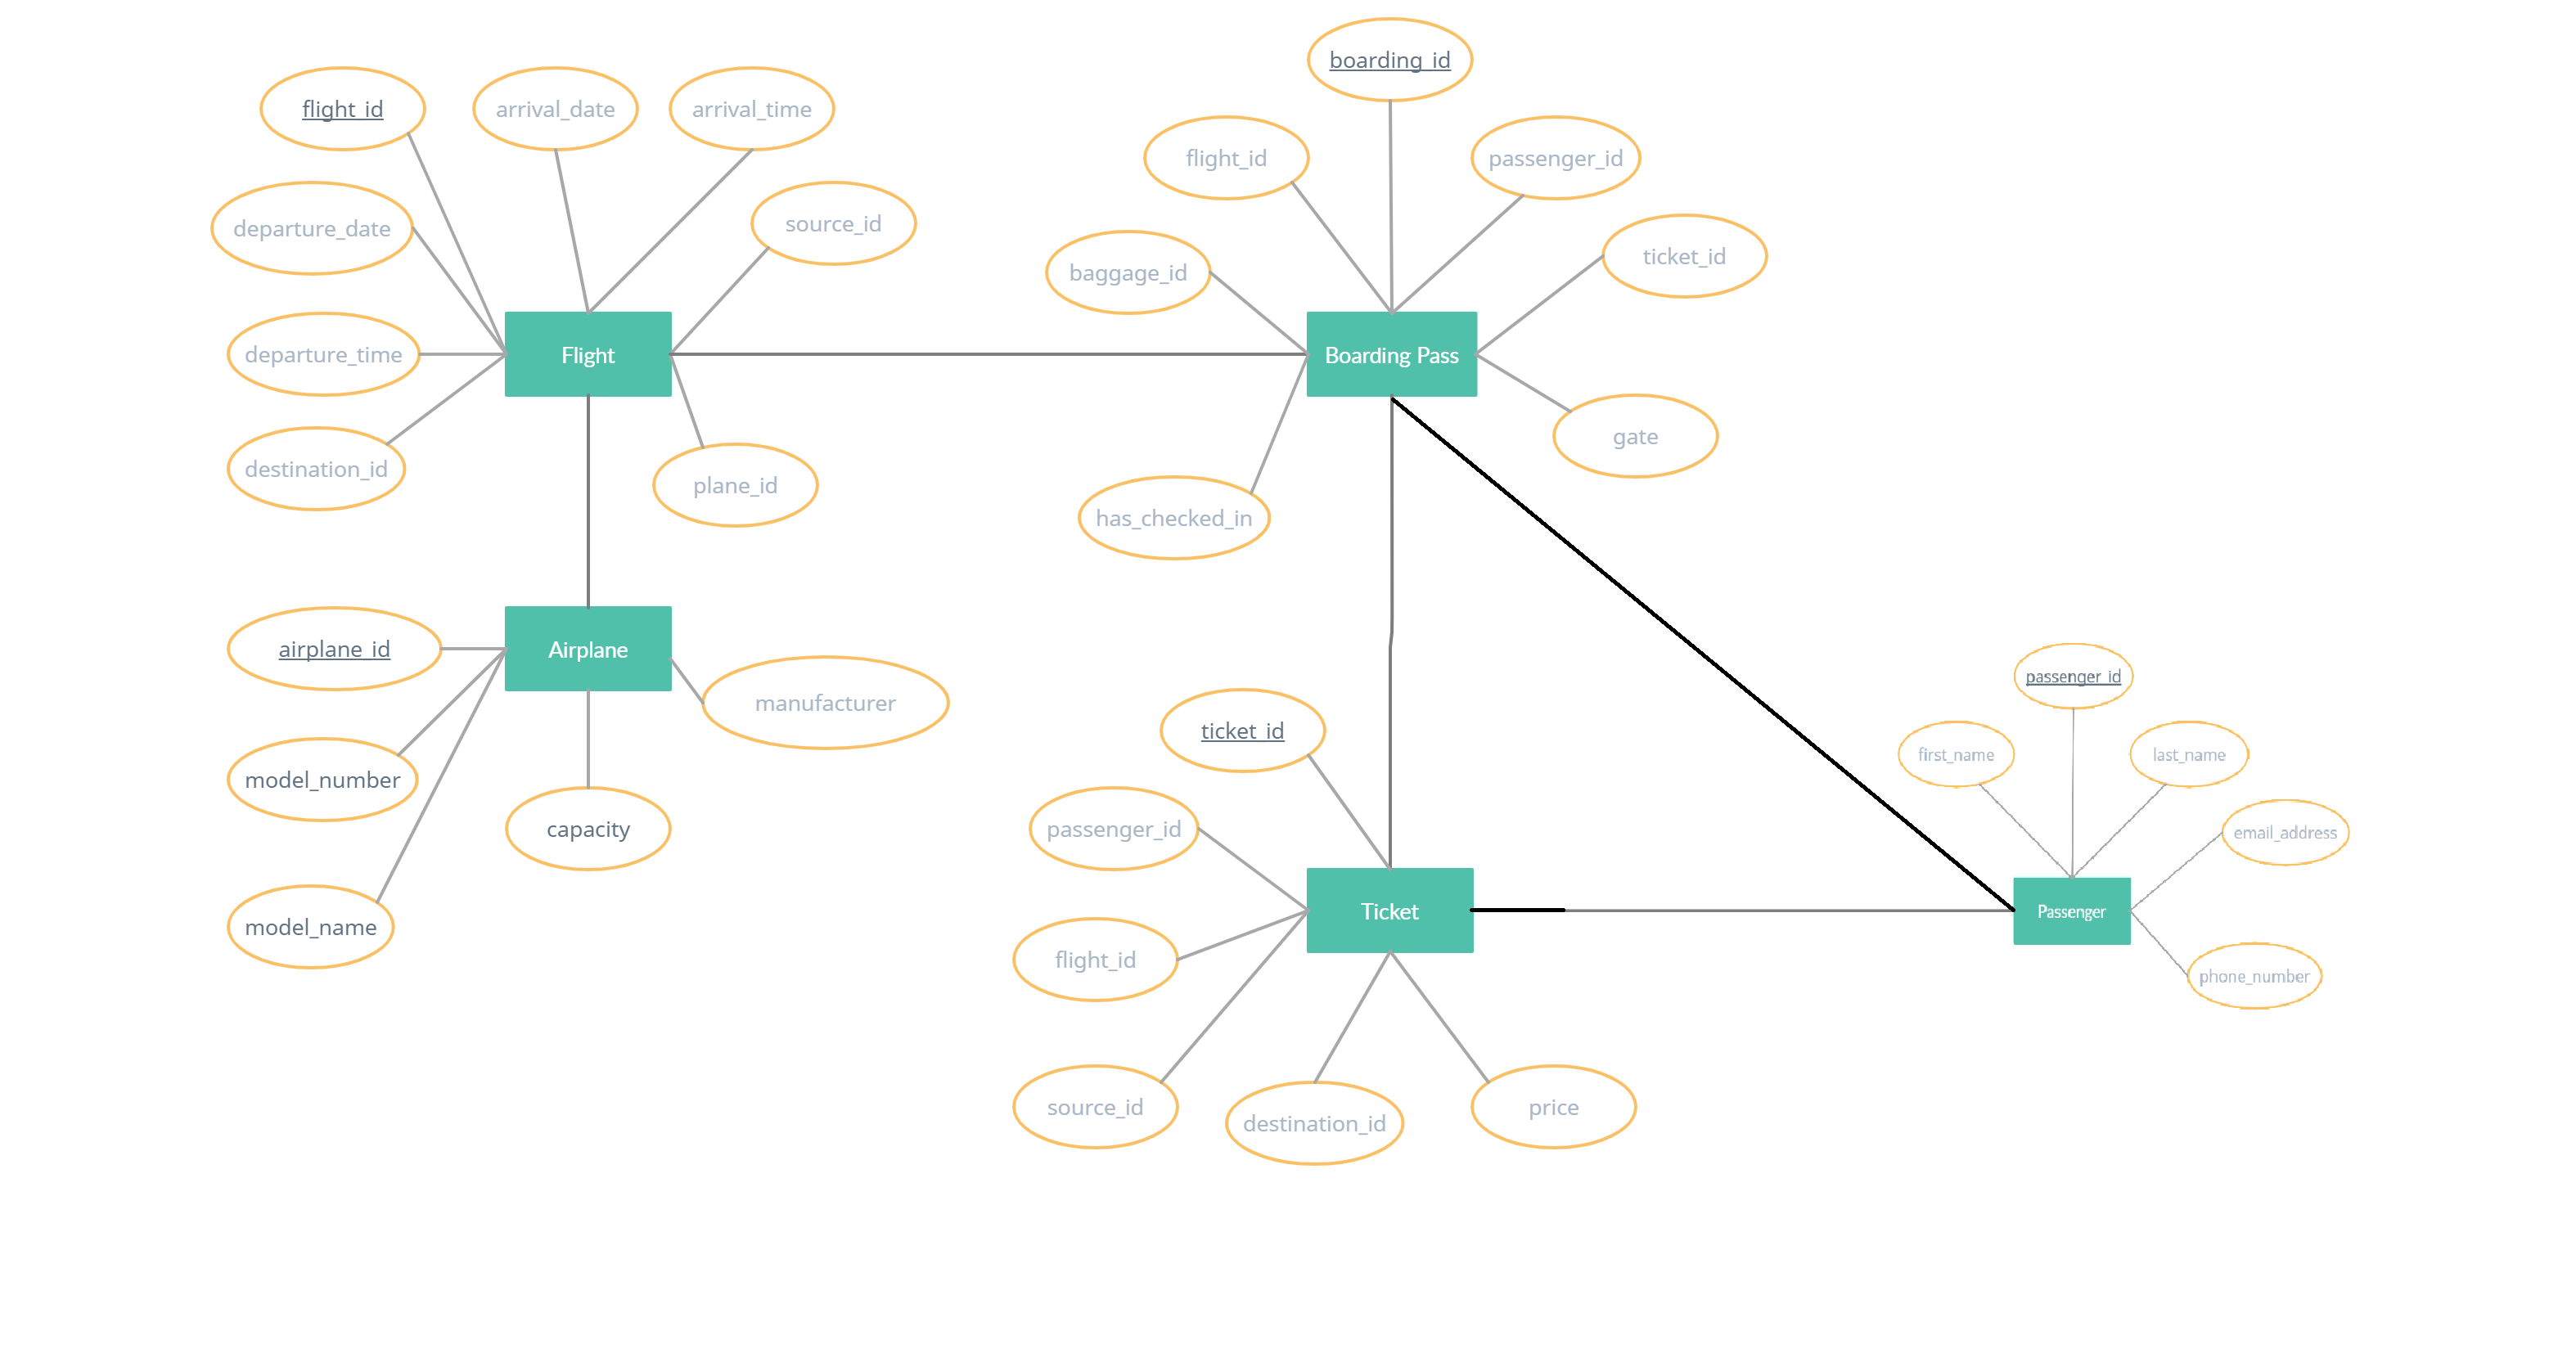 boarding_id
flight_id
arrival_date
arrival_time
flight_id
passenger_id
departure_date
source_id
ticket_id
baggage_id
departure_time
Flight
Boarding Pass
gate
destination_id
plane_id
has_checked_in
airplane_id
Airplane
passenger_id
manufacturer
ticket_id
first_name
last_name
model_number
capacity
passenger_id
email_address
model_name
Ticket
Passenger
flight_id
phone_number
source_id
destination_id
price